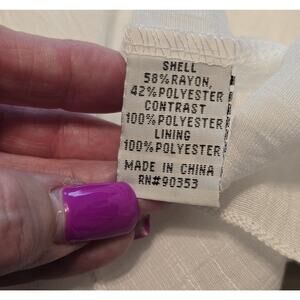 SHELL
58% RAYON,
42% POLYESTER
CONTRAST
100% POLYESTER
LINING
100% POLYESTER
MADE IN CHINA
RN#90353